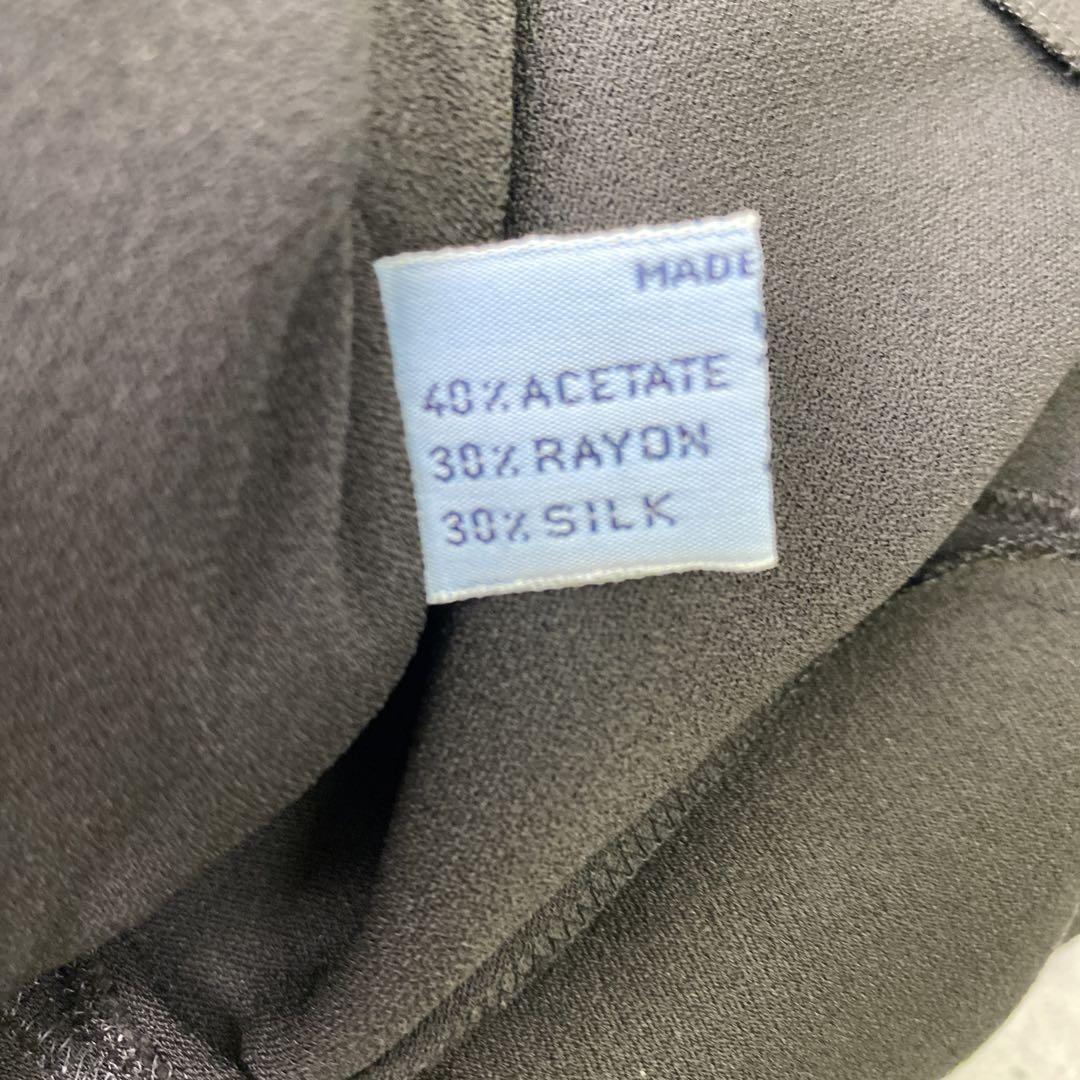 MADE
40% ACETATE
30% RAYON
30% SILK